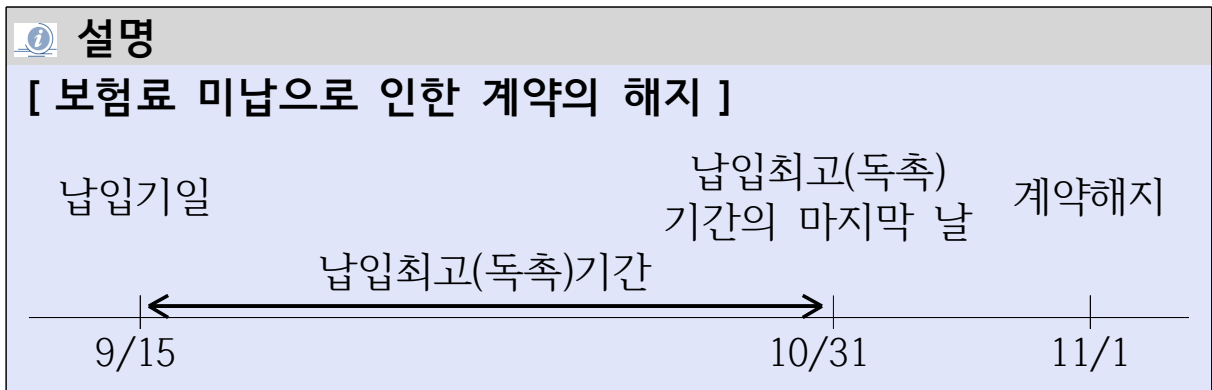 설명
[ 보험료 미납으로 인한 계약의 해지 ]
납입기일
납입최고(독촉)
기간의 마지막 날
계약해지
납입최고(독촉)기간
9/15
10/31
11/1